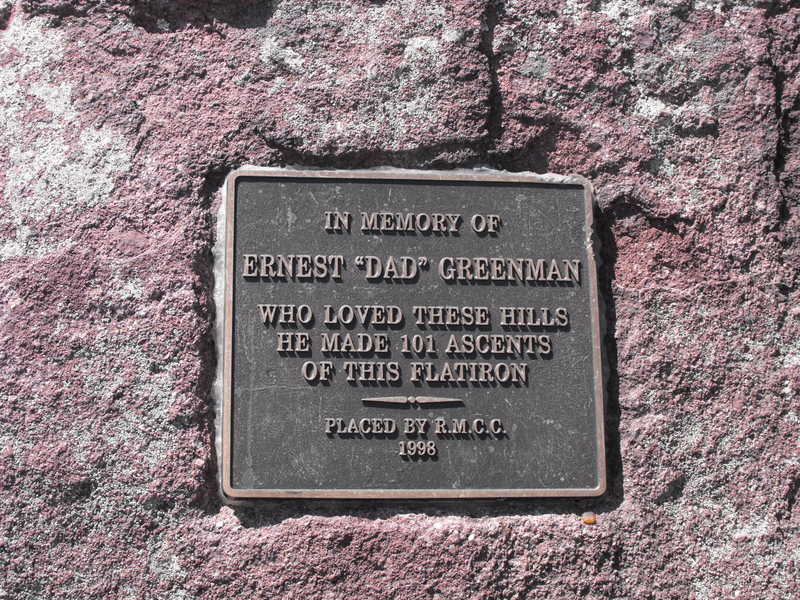 IN MEMORY OF
ERNEST "DAD" GREENMAN
WHO LOVED THESE HILLS
HE MADE 101 ASCENTS
OF THIS FLATIRON
PLACED BY R.M.C.C.
1998